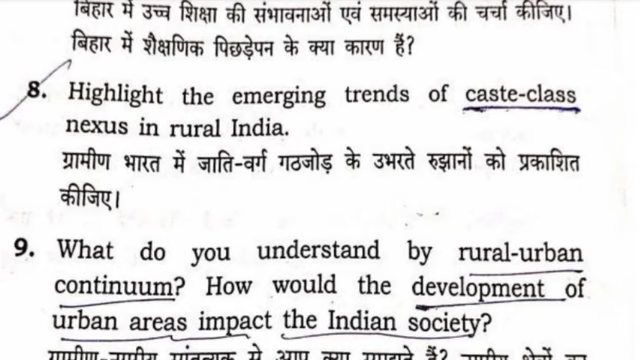 बिहार में उच्च शिक्षा की संभावनाओं एवं समस्याओं की चर्चा कीजिए।
बिहार में शैक्षणिक पिछड़ेपन के क्या कारण हैं?
8. Highlight the emerging trends of caste-class
nexus in rural India.
ग्रामीण भारत में जाति-वर्ग गठजोड़ के उभरते रुझानों को प्रकाशित
कीजिए।
9. What do you understand by rural-urban
continuum? How would the development of
urban areas impact the Indian society?
से आप क्या